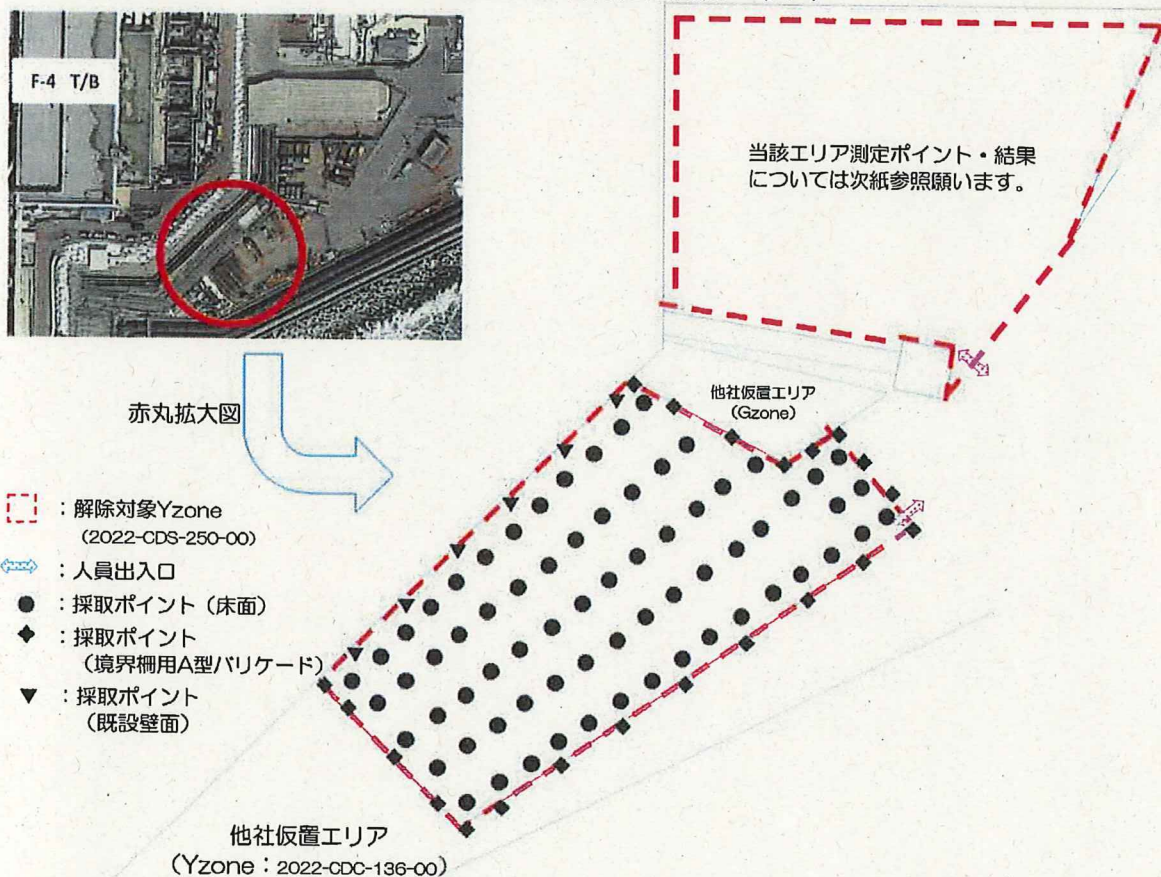 F-4 T/B
当該エリア測定ポイント・結果
については次紙参照願います。
赤丸拡大図
他社仮置エリア
(Gzone)
：解除対象Yzone
(2022-CDS-250-00)
：人員出入口
：採取ポイント（床面）
：採取ポイント
（境界柵用A型バリケード）
：採取ポイント
（既設壁面）
他社仮置エリア
（Yzone：2022-CDC-136-00）